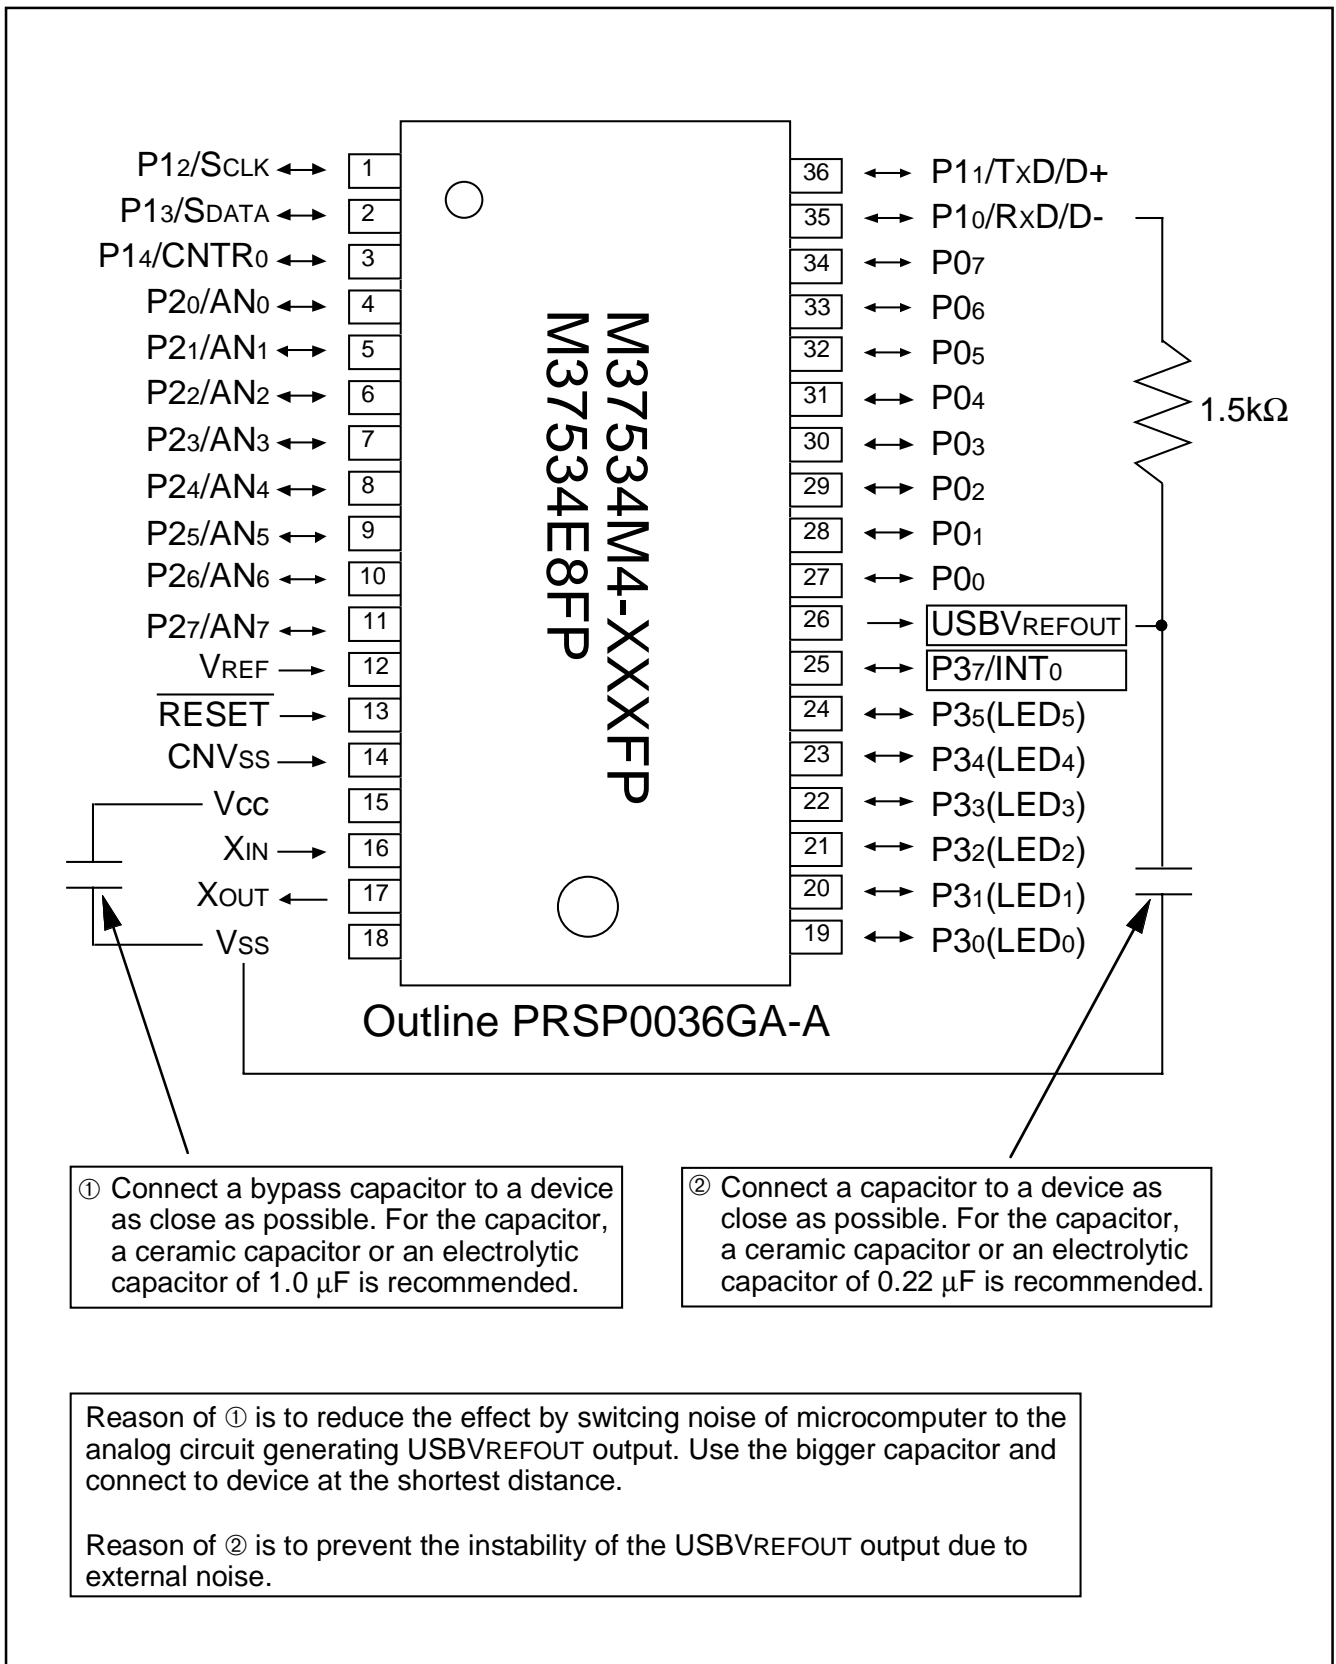 P12/SCLK 1
P13/SDATA 2
P14/CNTR0 3
P20/AN0 4
P21/AN1 5
P22/AN2 6
P23/AN3 7
P24/AN4 8
P25/AN5 9
P26/AN6 10
P27/AN7 11
VREF 12
RESET 13
CNVSS 14
Vcc 15
XIN 16
XOUT 17
Vss 18
M37534M4-XXXFP
M37534E8FP
36 P11/TxD/D+
35 P10/RxD/D-
34 P07
33 P06
32 P05
31 P04
30 P03
29 P02
28 P01
27 P00
26 USBVREFOUT
25 P37/INT0
24 P35(LED5)
23 P34(LED4)
22 P33(LED3)
21 P32(LED2)
20 P31(LED1)
19 P30(LED0)
1.5kΩ
Outline PRSP0036GA-A
① Connect a bypass capacitor to a device
as close as possible. For the capacitor,
a ceramic capacitor or an electrolytic
capacitor of 1.0 μF is recommended.
② Connect a capacitor to a device as
close as possible. For the capacitor,
a ceramic capacitor or an electrolytic
capacitor of 0.22 μF is recommended.
Reason of ① is to reduce the effect by switcing noise of microcomputer to the
analog circuit generating USBVREFOUT output. Use the bigger capacitor and
connect to device at the shortest distance.
Reason of ② is to prevent the instability of the USBVREFOUT output due to
external noise.